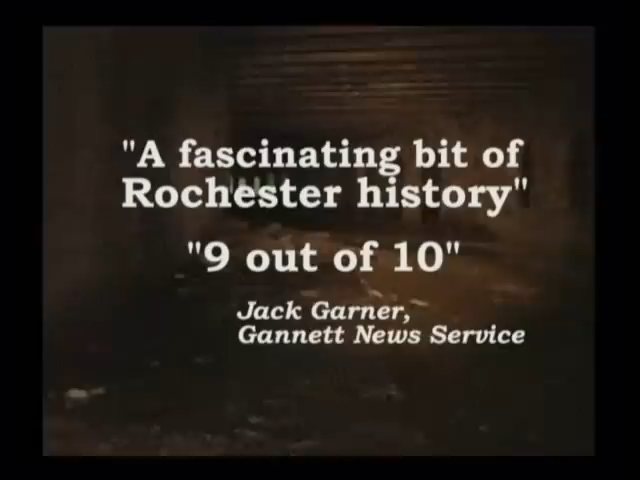 "A fascinating bit of
Rochester history"
"9 out of 10"
Jack Garner,
Gannett News Service